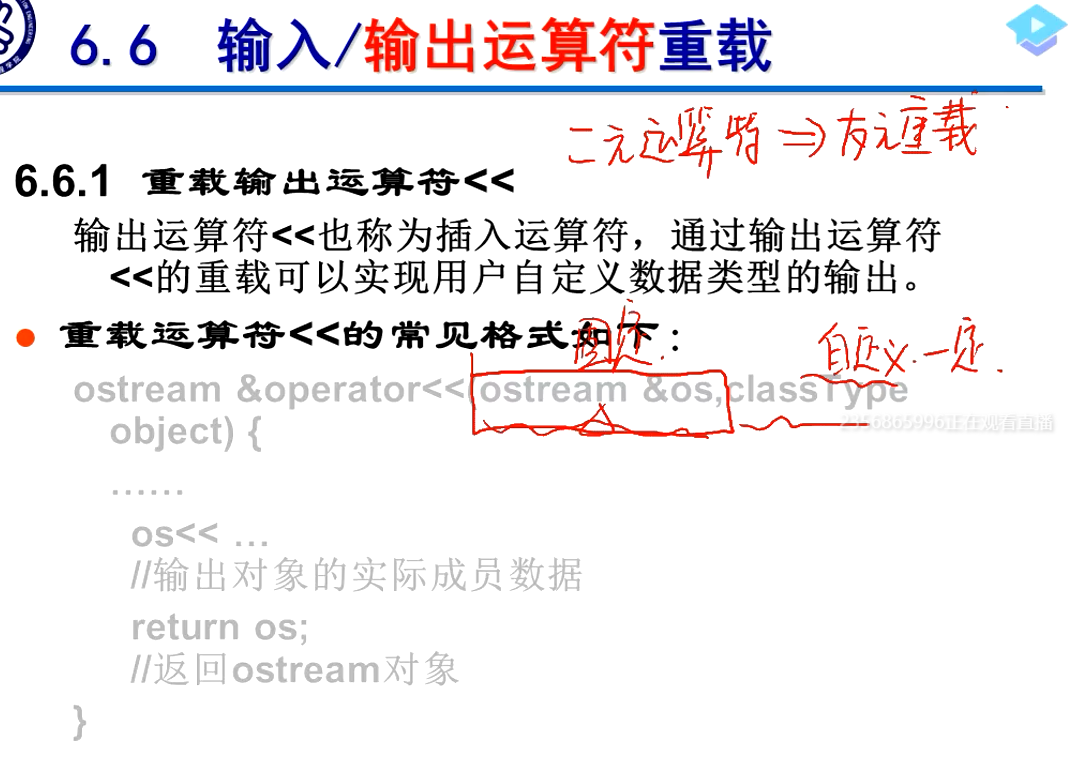 6.6 输入/输出运算符重载
二元运算符 => 友元重载
6.6.1 重载输出运算符<<
输出运算符<<也称为插入运算符，通过输出运算符
<<的重载可以实现用户自定义数据类型的输出。
重载运算符<<的常见格式如下：
固定.
自定义.一定.
ostream &operator<<(ostream &os,classType
object) {
2356865996正在观看直播
……
os<< …
//输出对象的实际成员数据
return os;
//返回ostream对象
}